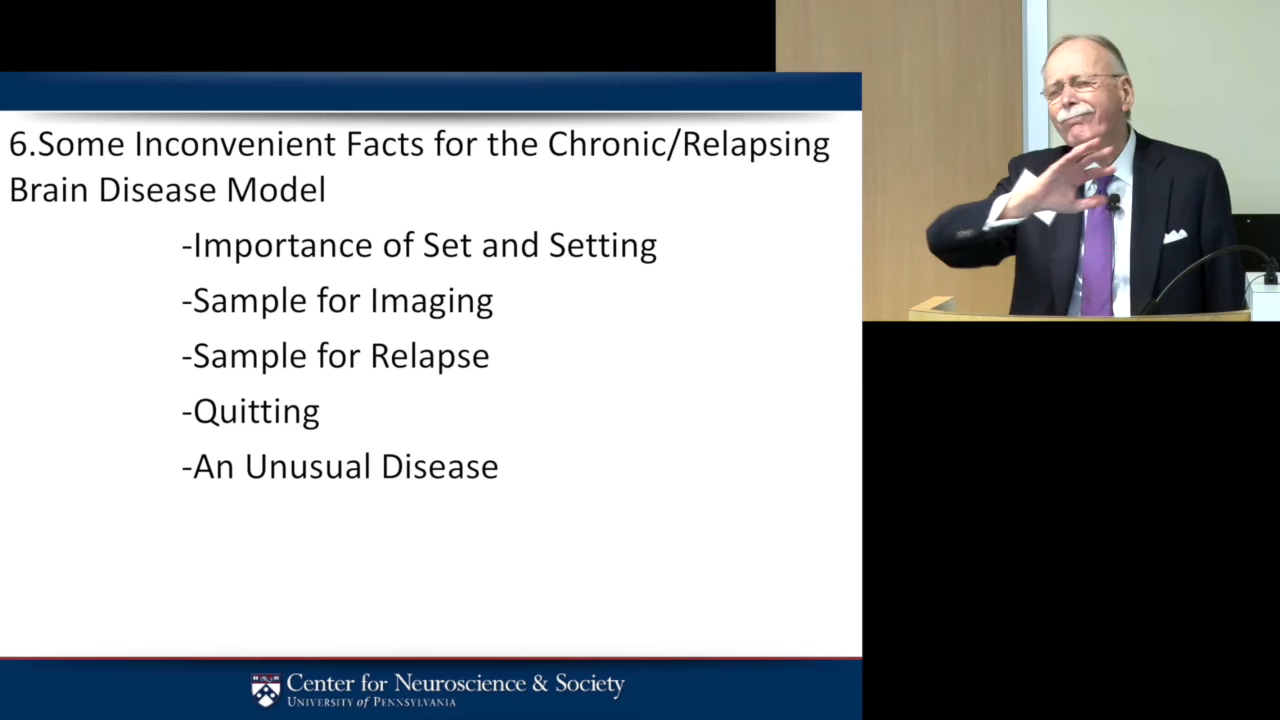 6.Some Inconvenient Facts for the Chronic/Relapsing
Brain Disease Model
-Importance of Set and Setting
-Sample for Imaging
-Sample for Relapse
-Quitting
-An Unusual Disease
Center for Neuroscience & Society
University of Pennsylvania